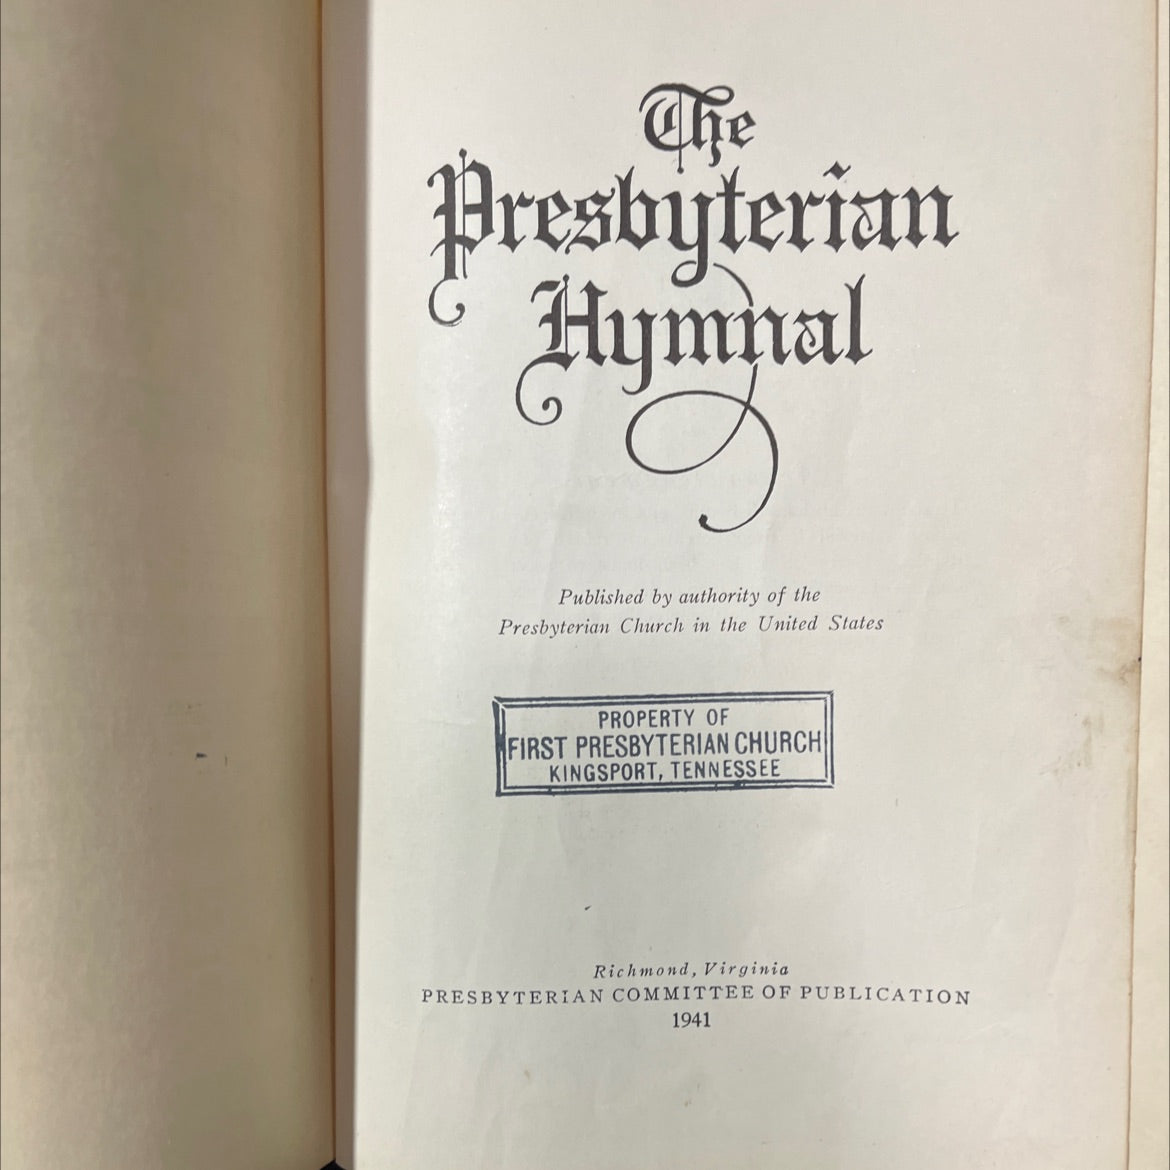 The
Presbyterian
Hymnal
Published by authority of the
Presbyterian Church in the United States
PROPERTY OF
FIRST PRESBYTERIAN CHURCH
KINGSPORT, TENNESSEE
Richmond, Virginia
PRESBYTERIAN COMMITTEE OF PUBLICATION
1941